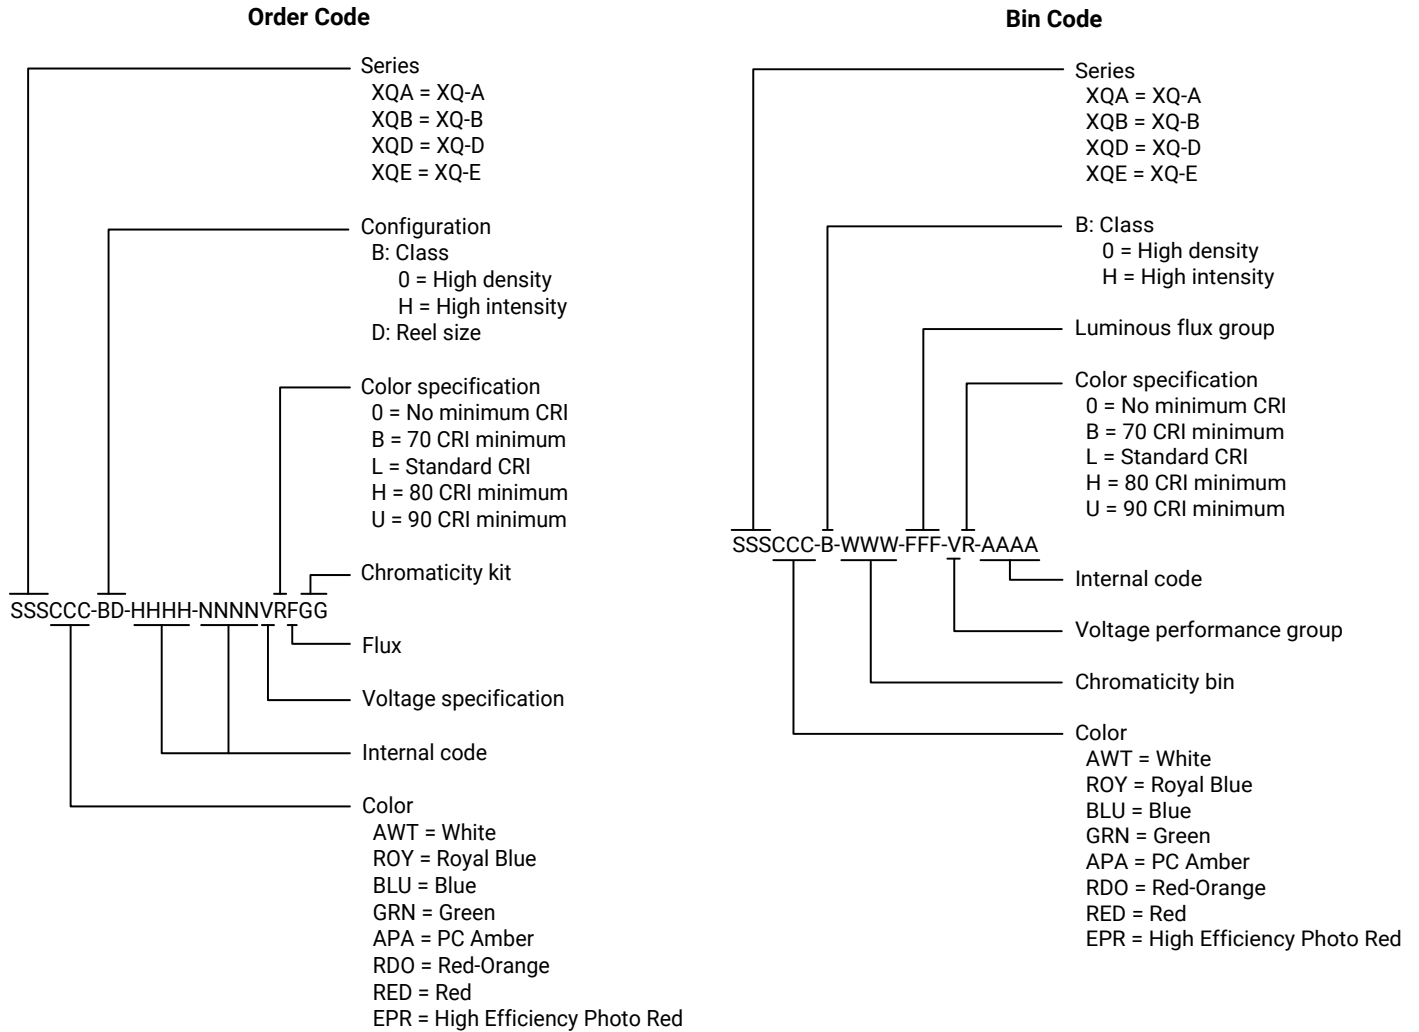 Order Code
Series
XQA = XQ-A
XQB = XQ-B
XQD = XQ-D
XQE = XQ-E
Configuration
B: Class
0 = High density
H = High intensity
D: Reel size
Color specification
0 = No minimum CRI
B = 70 CRI minimum
L = Standard CRI
H = 80 CRI minimum
U = 90 CRI minimum
Chromaticity kit
SSSCCC-BD-HHHH-NNNNVRFGG
Flux
Voltage specification
Internal code
Color
AWT = White
ROY = Royal Blue
BLU = Blue
GRN = Green
APA = PC Amber
RDO = Red-Orange
RED = Red
EPR = High Efficiency Photo Red
Bin Code
Series
XQA = XQ-A
XQB = XQ-B
XQD = XQ-D
XQE = XQ-E
B: Class
0 = High density
H = High intensity
Luminous flux group
Color specification
0 = No minimum CRI
B = 70 CRI minimum
L = Standard CRI
H = 80 CRI minimum
U = 90 CRI minimum
SSSCCC-B-WWW-FFF-VR-AAAA
Internal code
Voltage performance group
Chromaticity bin
Color
AWT = White
ROY = Royal Blue
BLU = Blue
GRN = Green
APA = PC Amber
RDO = Red-Orange
RED = Red
EPR = High Efficiency Photo Red